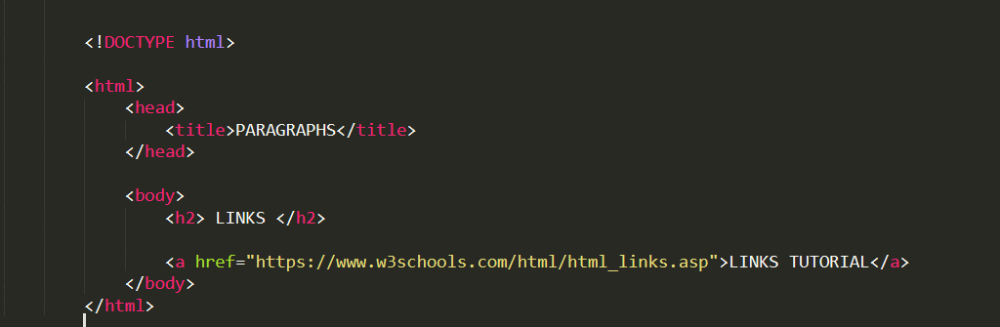 <!DOCTYPE html>
<html>
<head>
<title>PARAGRAPHS</title>
</head>
<body>
<h2> LINKS </h2>
<a href="https://www.w3schools.com/html/html_links.asp">LINKS TUTORIAL</a>
</body>
</html>